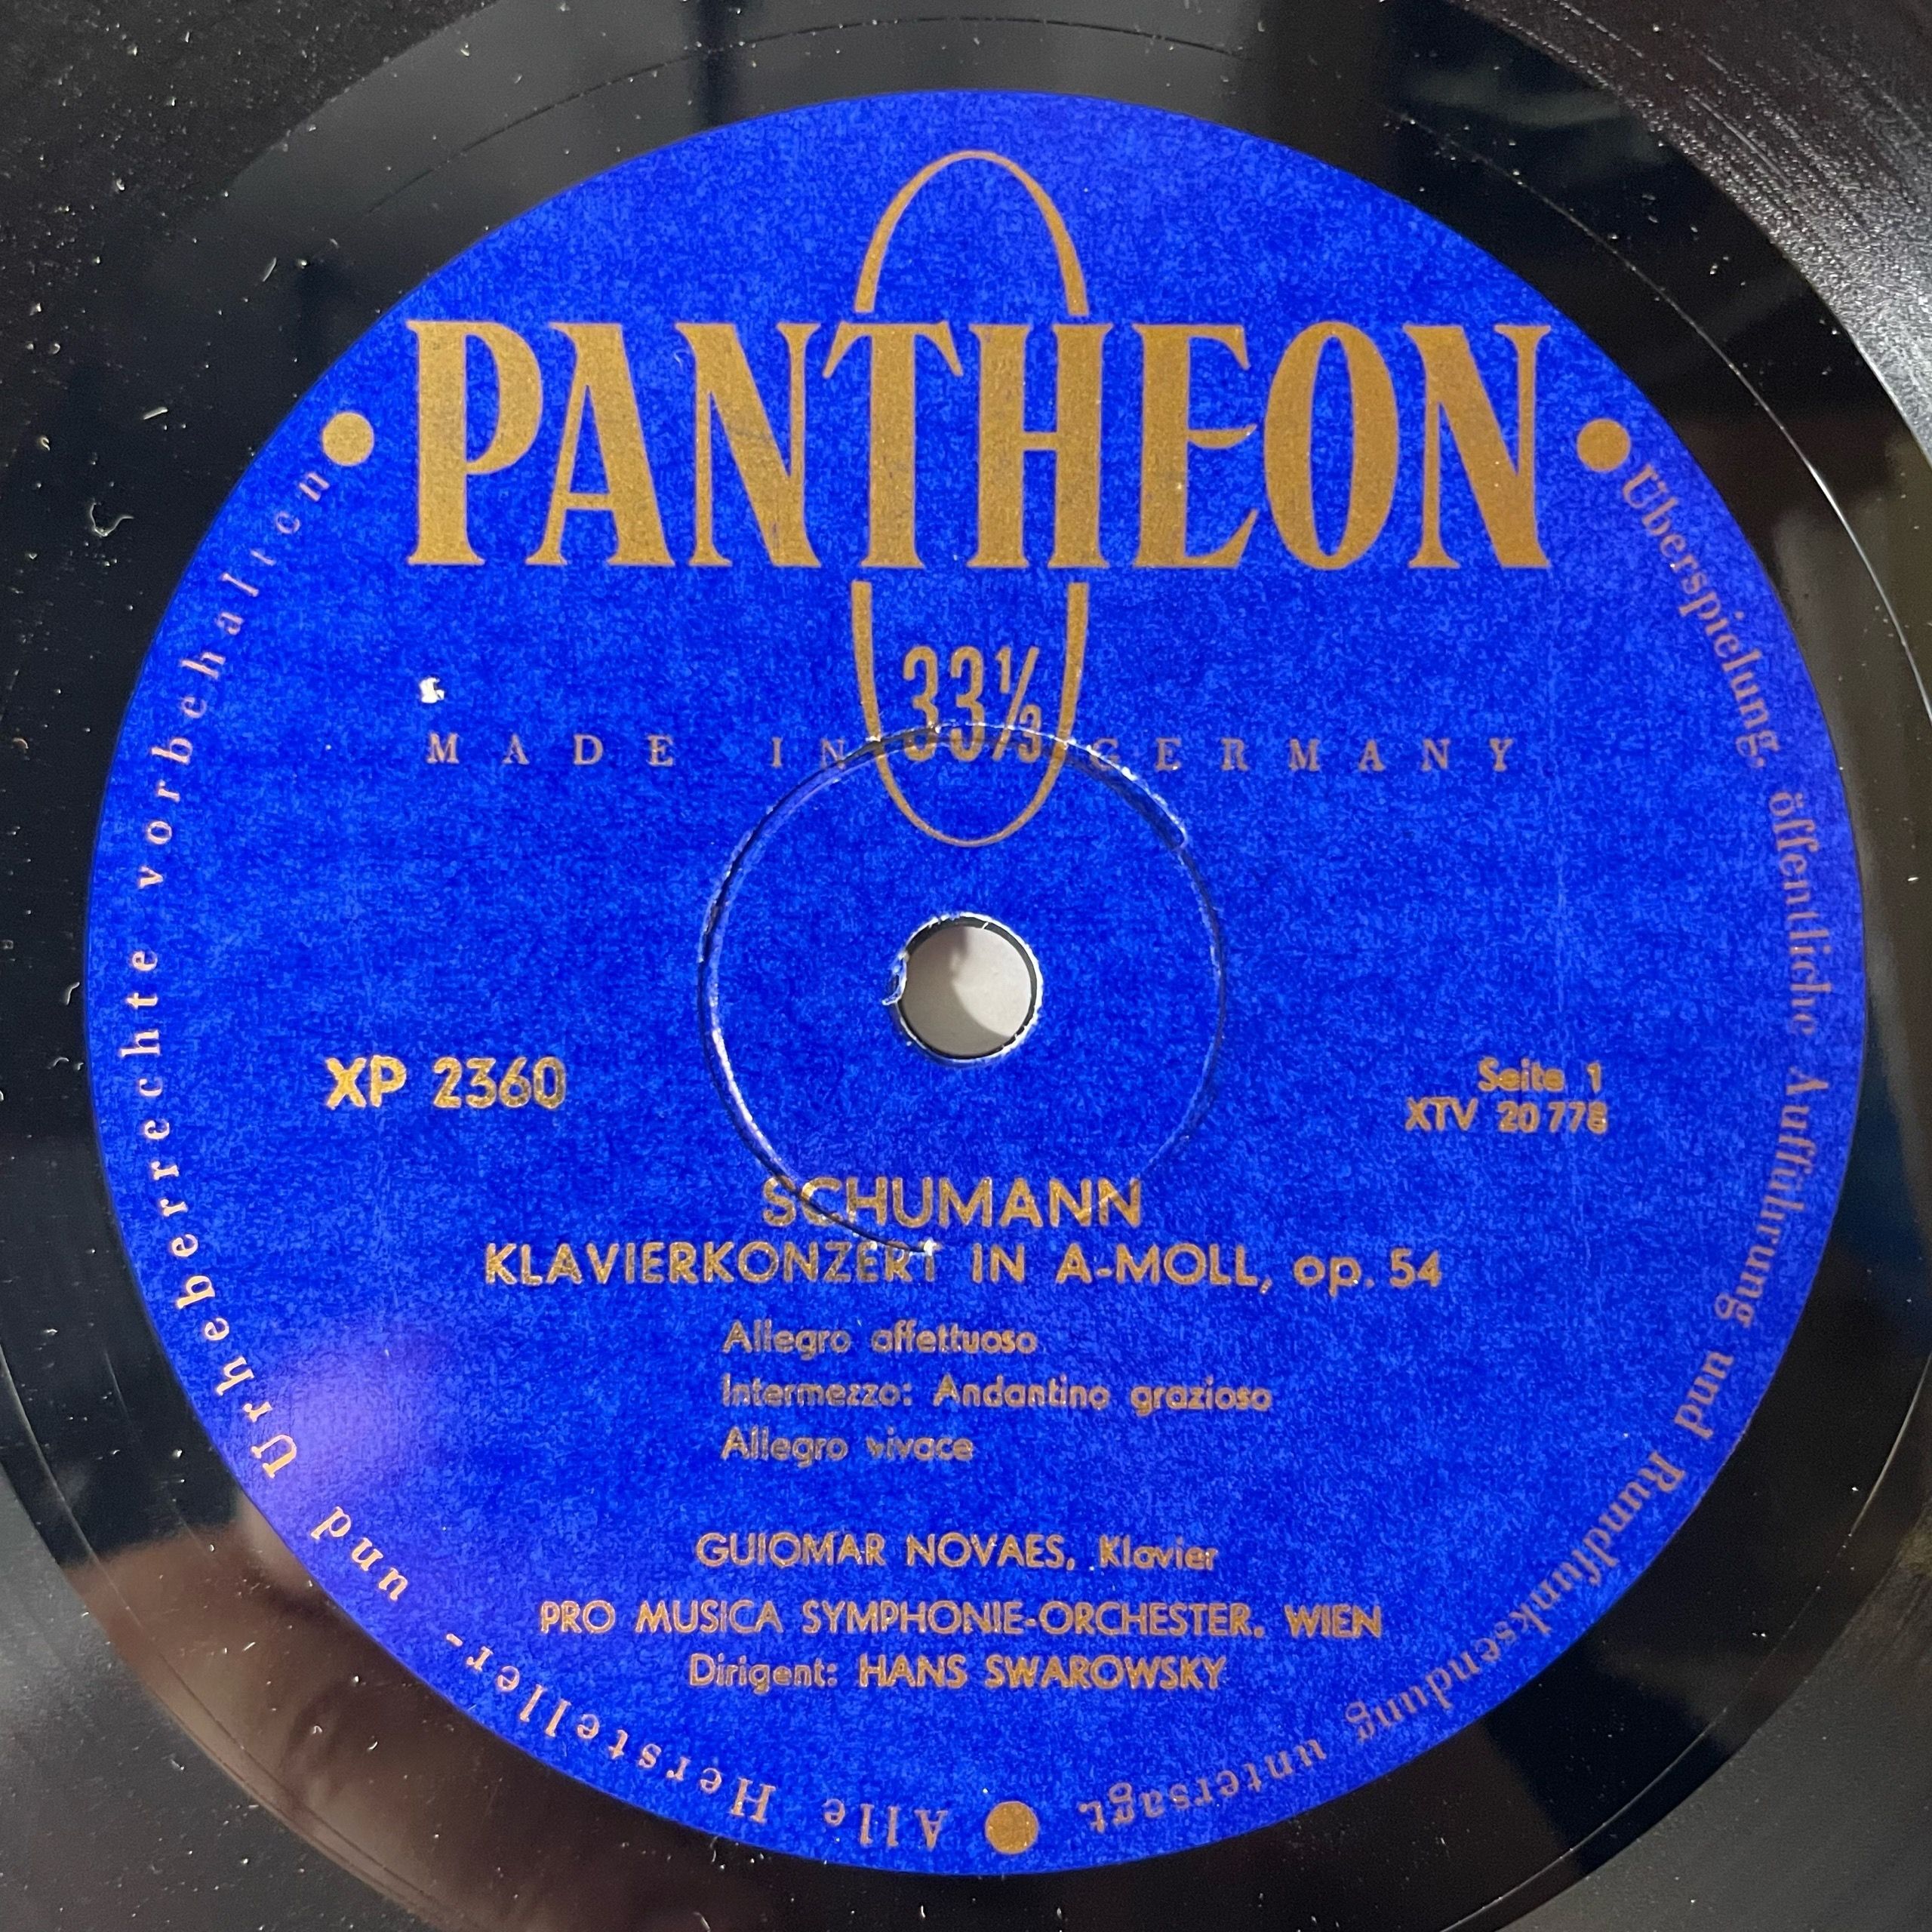 PANTHEON
33⅓
MADE IN GERMANY
XP 2360
Seite 1
XTV 20778
SCHUMANN
KLAVIERKONZERT IN A-MOLL, op. 54
Allegro affettuoso
Intermezzo: Andantino grazioso
Allegro vivace
GUIOMAR NOVAES, Klavier
PRO MUSICA SYMPHONIE-ORCHESTER, WIEN
Dirigent: HANS SWAROWSKY
Alle Hersteller- und Urheberrechte vorbehalten
Überspielung, öffentliche Aufführung und Rundfunksendung untersagt